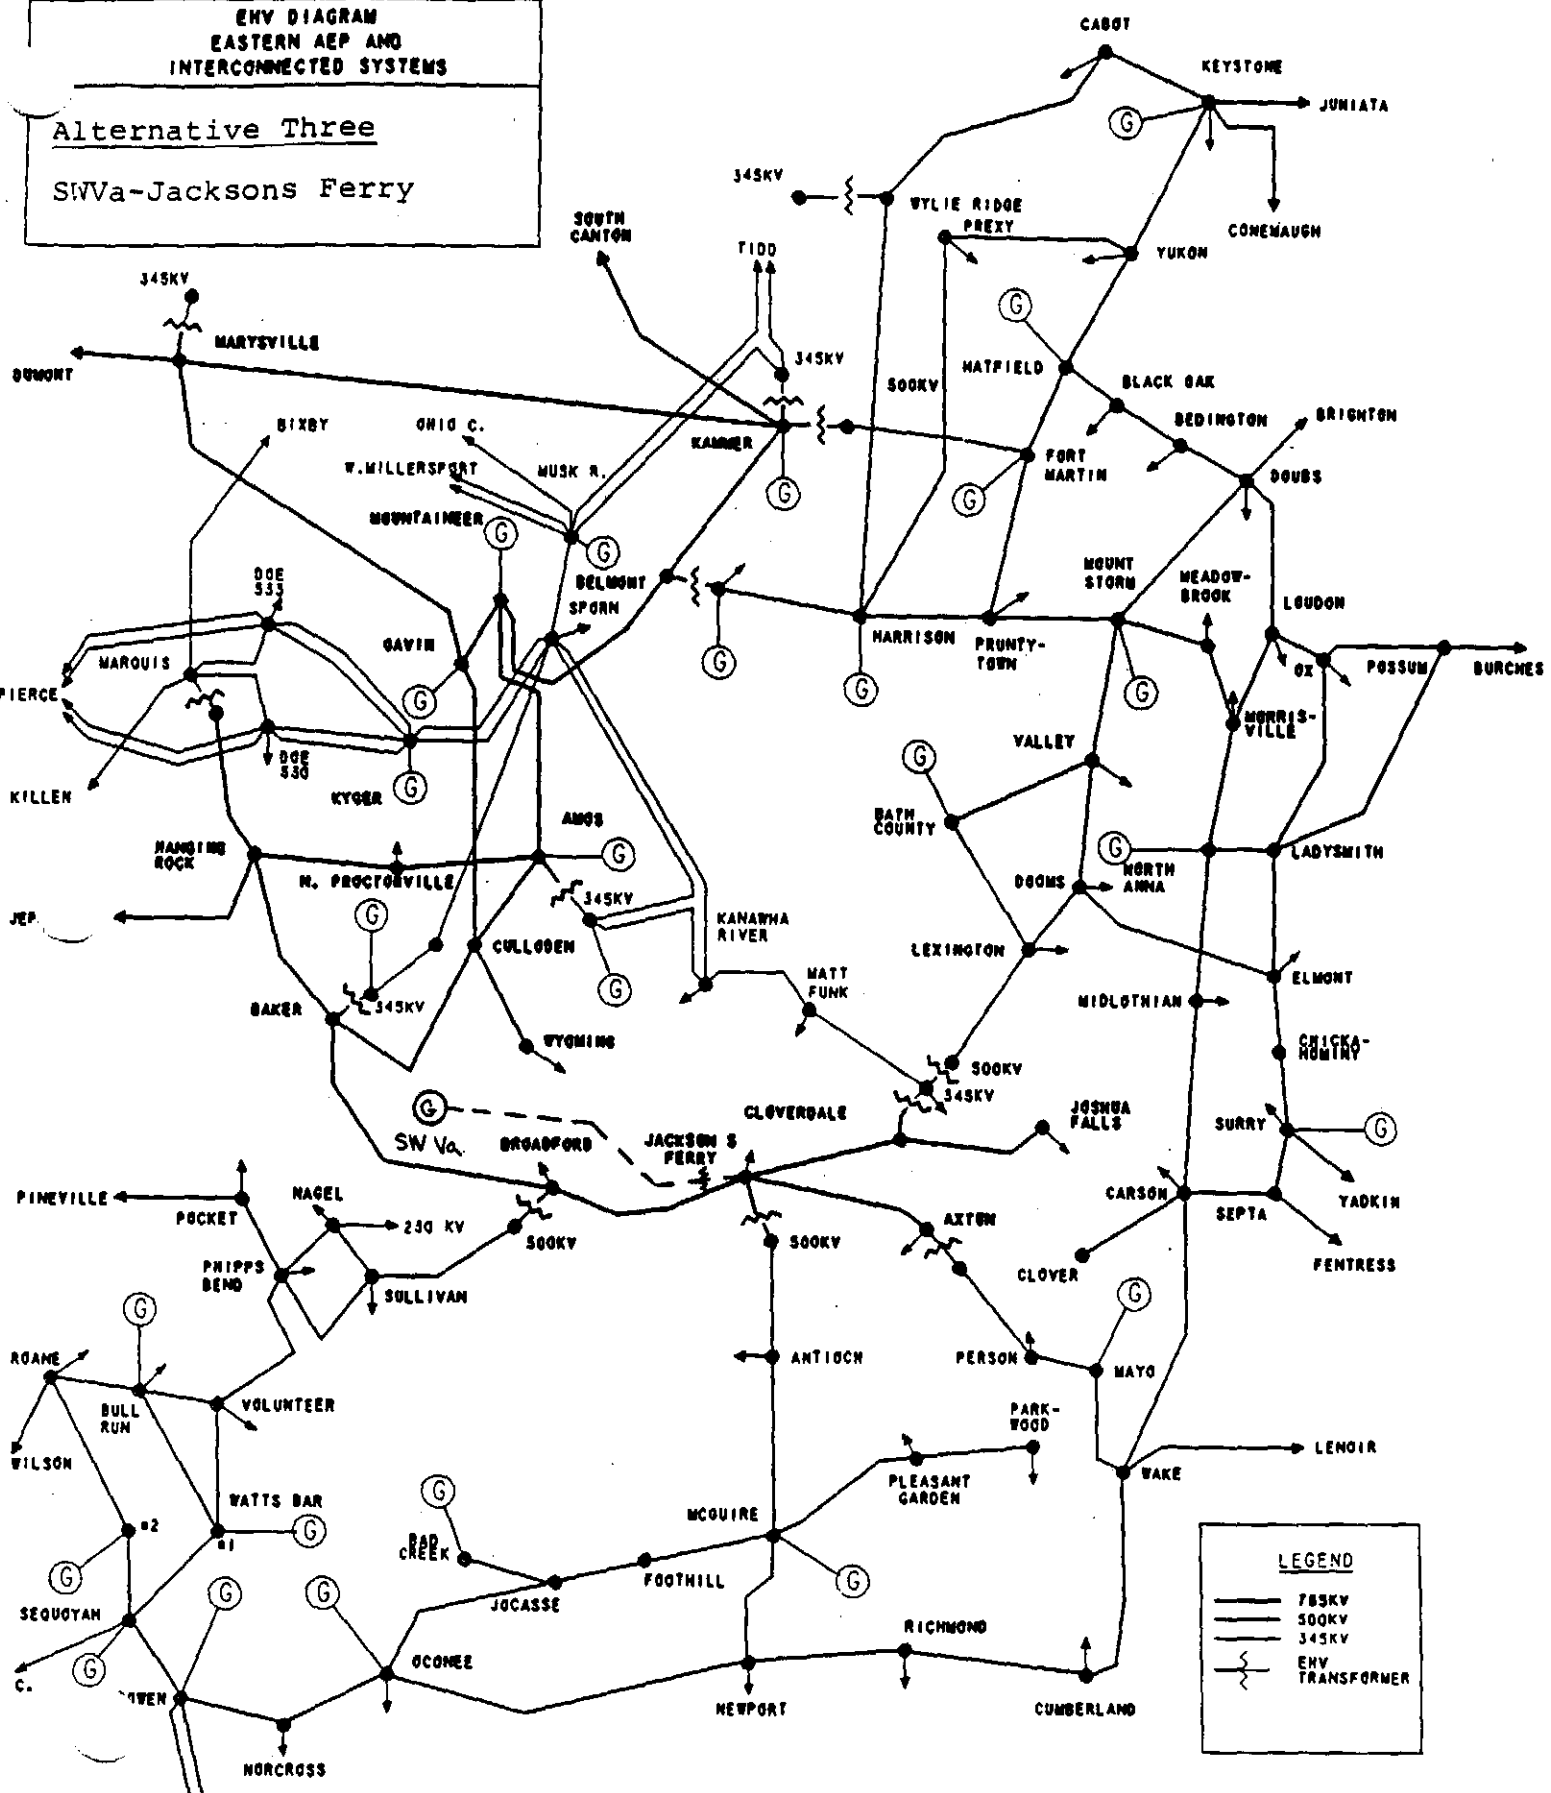 EHV DIAGRAM
EASTERN AEP AND
INTERCONNECTED SYSTEMS
Alternative Three
SWVa-Jacksons Ferry
CABOT
KEYSTONE
JUNIATA
G
345KV
WYLIE RIDGE
PREXY
SOUTH
CANTON
TIDD
CONEMAUGH
YUKON
345KV
MARYSVILLE
G
DUMONT
345KV
HATFIELD
500KV
BLACK OAK
BEDINGTON
BRIGHTON
BIXBY
OHIO C.
KAMMER
W.MILLERSPORT
MUSK R.
FORT
MARTIN
DOUBS
G
G
MOUNTAINEER
G
G
DOE
533
BELMONT
SPORN
MOUNT
STORM
MEADOW-
BROOK
LOUDON
GAVIN
HARRISON
PRUNTY-
TOWN
MARQUIS
G
OX
POSSUM
BURCHES
PIERCE
G
G
G
MORRIS-
VILLE
DOE
530
VALLEY
G
KILLEN
KYGER
G
AMOS
BATH
COUNTY
HANGING
ROCK
G
G
LADYSMITH
N. PROCTORVILLE
NORTH
ANNA
DOOMS
345KV
JEF.
G
KANAWHA
RIVER
CULLODEN
LEXINGTON
MATT
FUNK
G
ELMONT
MIDLOTHIAN
BAKER
345KV
WYOMING
CHICKA-
HOMINY
500KV
345KV
G
CLOVERDALE
JOSHUA
FALLS
SURRY
G
SW Va.
BROADFORD
JACKSON S
FERRY
PINEVILLE
NAGEL
CARSON
YADKIN
POCKET
SEPTA
230 KV
500KV
AXTON
500KV
FENTRESS
PHIPPS
BEND
CLOVER
SULLIVAN
G
G
ROANE
ANTIOCH
PERSON
MAYO
BULL
RUN
VOLUNTEER
PARK-
WOOD
WILSON
LENOIR
WAKE
PLEASANT
GARDEN
G
WATTS BAR
#2
#1
G
MCGUIRE
BAD
CREEK
G
FOOTHILL
G
LEGEND
765KV
500KV
345KV
EHV
TRANSFORMER
SEQUOYAH
G
G
JOCASSE
RICHMOND
G
OCONEE
C.
OWEN
NEWPORT
CUMBERLAND
NORCROSS